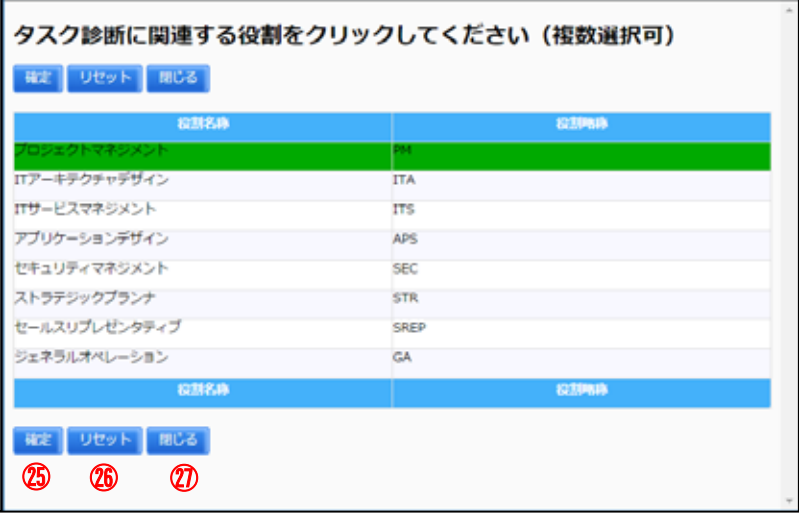 タスク診断に関連する役割をクリックしてください（複数選択可）
確定 リセット 閉じる
役割名称 役割略称
プロジェクトマネジメント PM
ITアーキテクチャデザイン ITA
ITサービスマネジメント ITS
アプリケーションデザイン APS
セキュリティマネジメント SEC
ストラテジックプランナ STR
セールスリプレゼンタティブ SREP
ジェネラルオペレーション GA
役割名称 役割略称
確定 リセット 閉じる
㉕ ㉖ ㉗